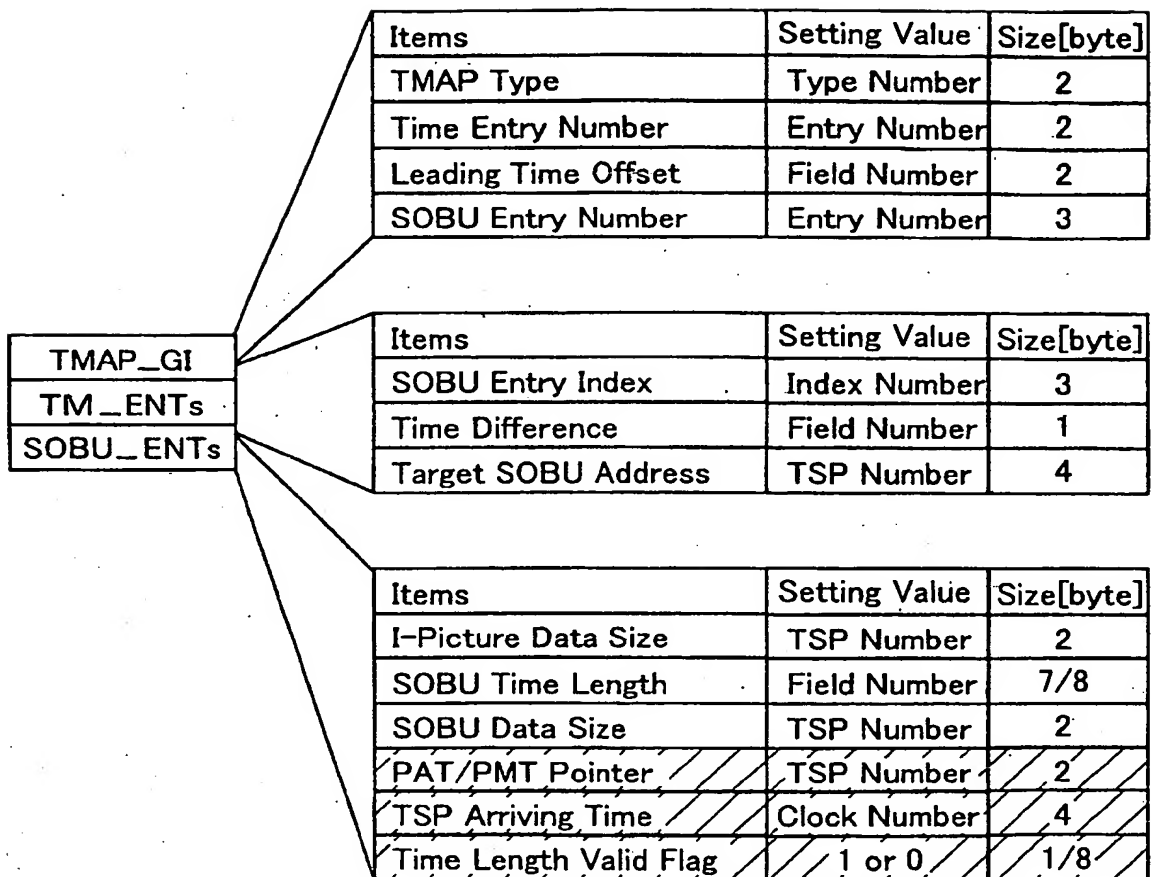 Items Setting Value Size[byte]
TMAP Type Type Number 2
Time Entry Number Entry Number 2
Leading Time Offset Field Number 2
SOBU Entry Number Entry Number 3
TMAP_GI
TM_ENTs
SOBU_ENTs
Items Setting Value Size[byte]
SOBU Entry Index Index Number 3
Time Difference Field Number 1
Target SOBU Address TSP Number 4
Items Setting Value Size[byte]
I-Picture Data Size TSP Number 2
SOBU Time Length Field Number 7/8
SOBU Data Size TSP Number 2
PAT/PMT Pointer TSP Number 2
TSP Arriving Time Clock Number 4
Time Length Valid Flag 1 or 0 1/8